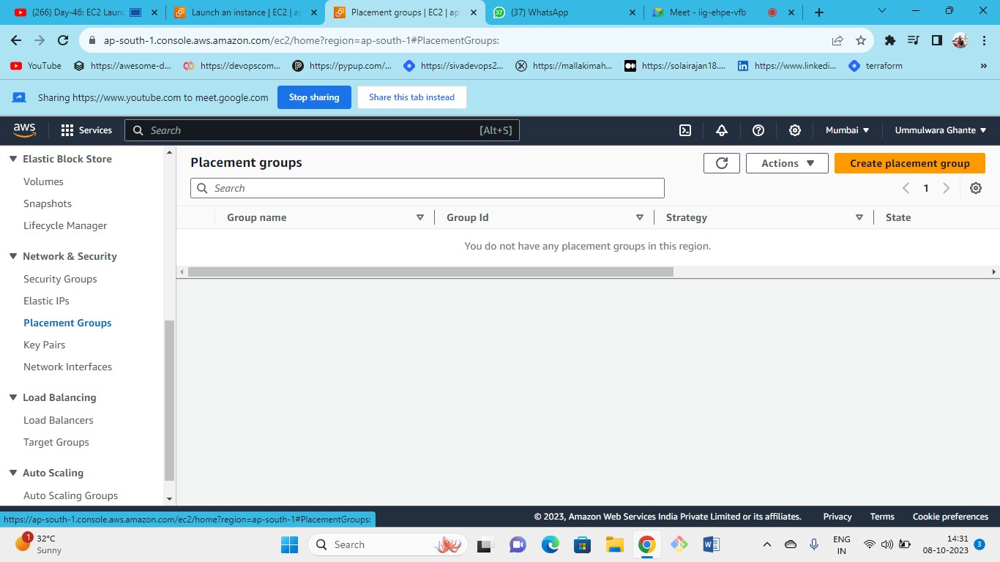 (266) Day-46: EC2 Launc
Launch an instance | EC2 | ap
Placement groups | EC2 | ap
37
(37) WhatsApp
Meet - iig-ehpe-vfb
ap-south-1.console.aws.amazon.com/ec2/home?region=ap-south-1#PlacementGroups:
YouTube
https://awesome-d...
https://devopscom...
https://pypup.com/...
https://sivadevops2...
https://mallakimah...
https://solairajan18....
https://www.linkedi...
terraform
»
Sharing https://www.youtube.com to meet.google.com
Stop sharing
Share this tab instead
aws
Services
Search
[Alt+S]
Mumbai
Ummulwara Ghante
Elastic Block Store
Volumes
Snapshots
Lifecycle Manager
Network & Security
Security Groups
Elastic IPs
Placement Groups
Key Pairs
Network Interfaces
Load Balancing
Load Balancers
Target Groups
Auto Scaling
Auto Scaling Groups
Placement groups
Actions
Create placement group
Search
1
Group name
Group Id
Strategy
State
You do not have any placement groups in this region.
https://ap-south-1.console.aws.amazon.com/ec2/home?region=ap-south-1#PlacementGroups:
© 2023, Amazon Web Services India Private Limited or its affiliates.
Privacy
Terms
Cookie preferences
1
32°C
Sunny
Search
ENG
IN
14:31
08-10-2023
3